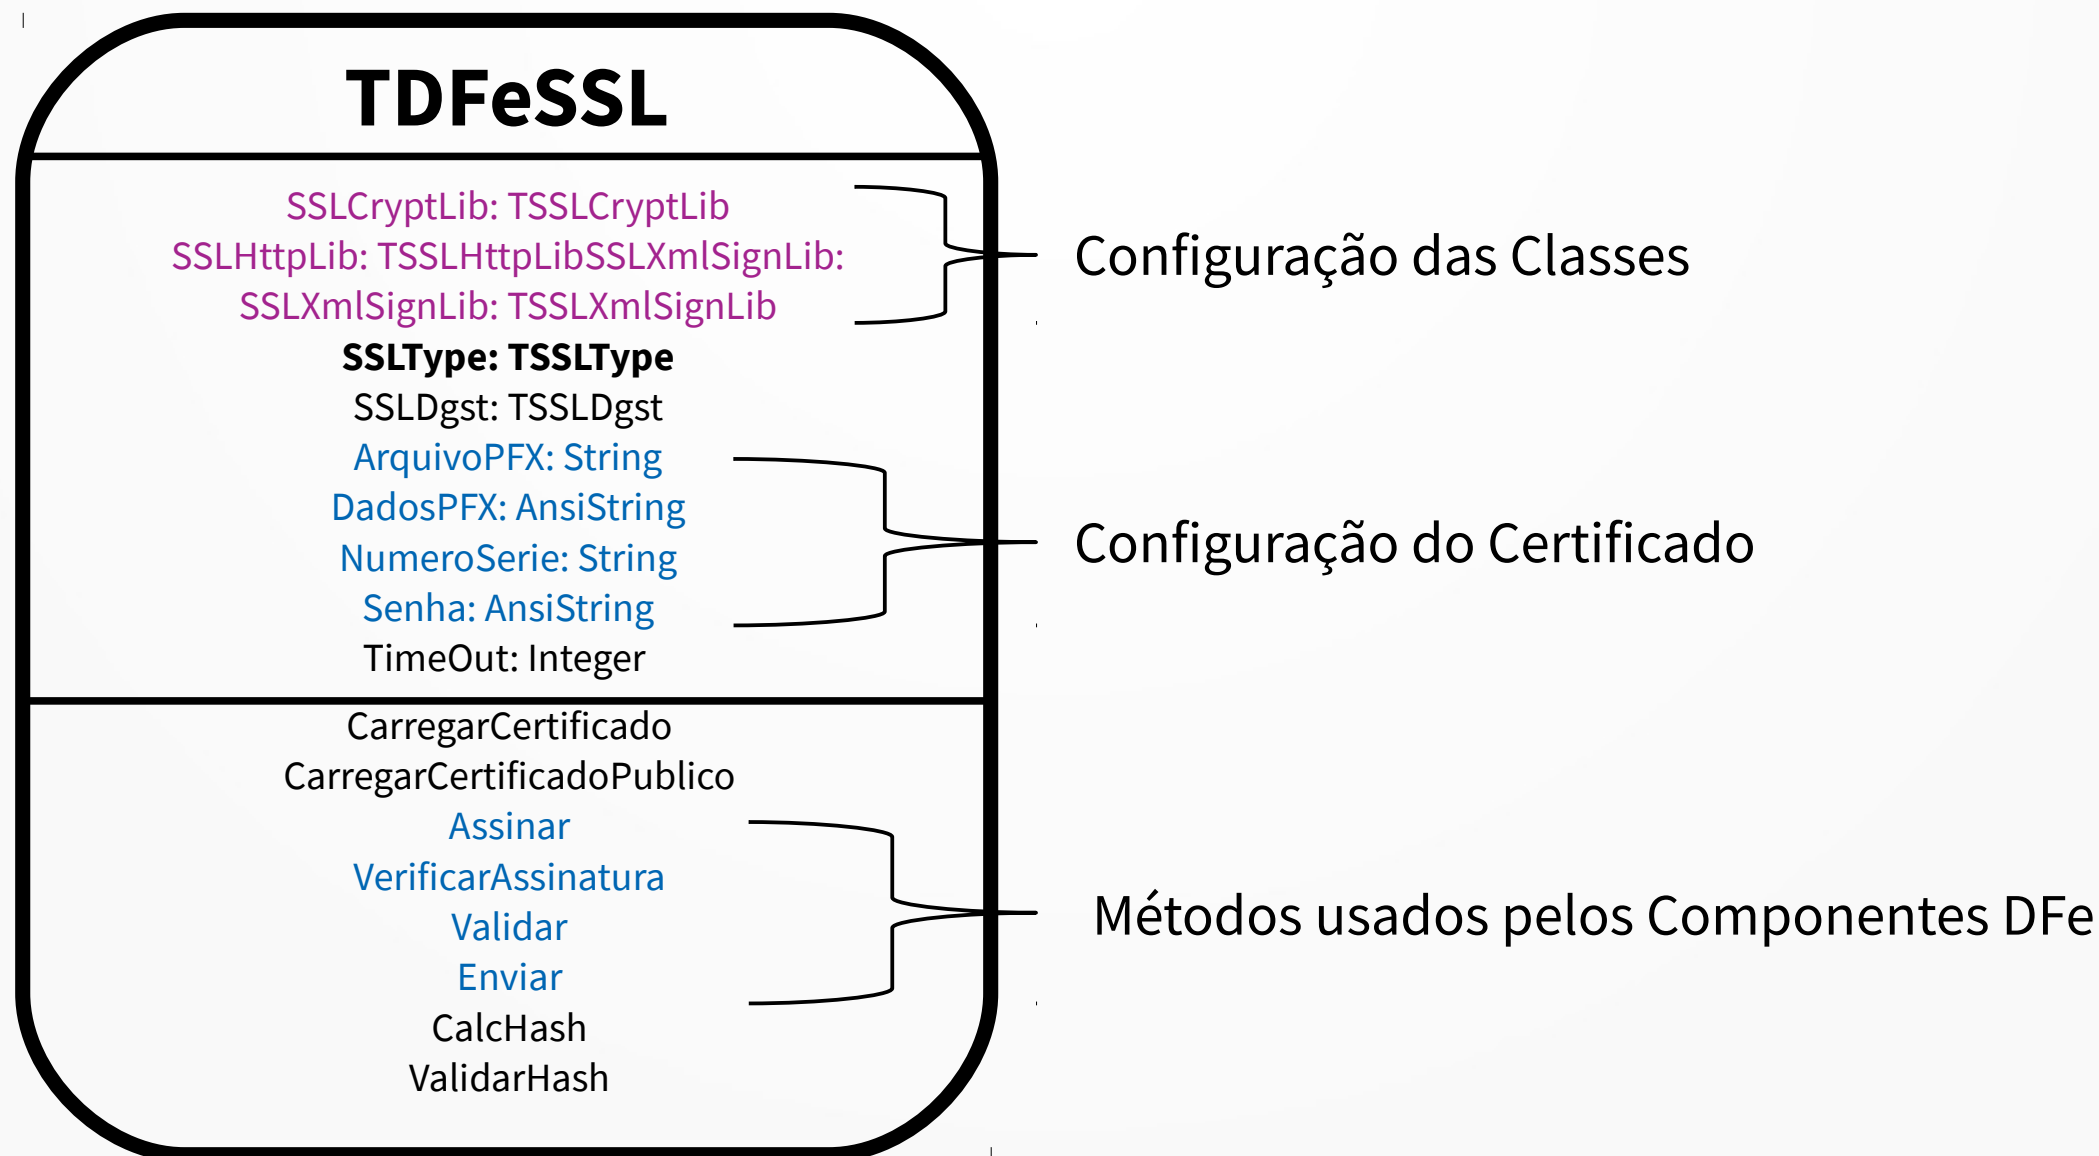 TDFeSSL
SSLCryptLib: TSSLCryptLib
SSLHttpLib: TSSLHttpLibSSLXmlSignLib:
SSLXmlSignLib: TSSLXmlSignLib
Configuração das Classes
SSLType: TSSLType
SSLDgst: TSSLDgst
ArquivoPFX: String
DadosPFX: AnsiString
NumeroSerie: String
Senha: AnsiString
Configuração do Certificado
TimeOut: Integer
CarregarCertificado
CarregarCertificadoPublico
Assinar
VerificarAssinatura
Validar
Enviar
Métodos usados pelos Componentes DFe
CalcHash
ValidarHash